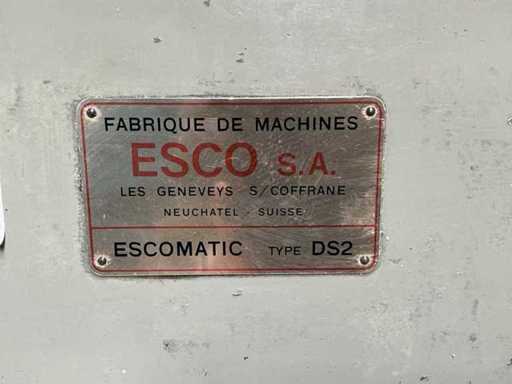 FABRIQUE DE MACHINES
ESCO S.A.
LES GENEVEYS S/COFFRANE
NEUCHATEL - SUISSE
ESCOMATIC TYPE DS2